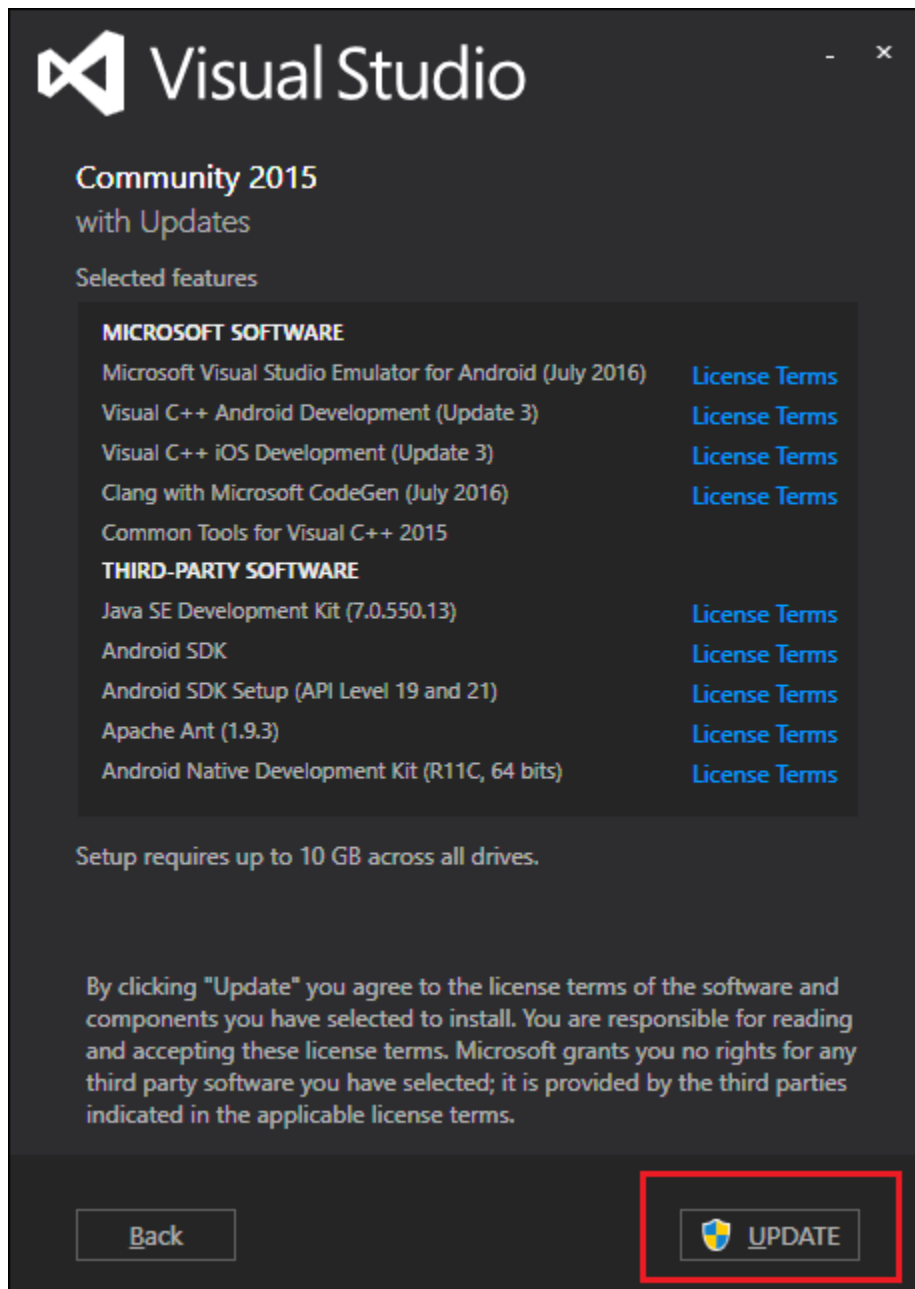 Visual Studio
Community 2015
with Updates
Selected features
MICROSOFT SOFTWARE
Microsoft Visual Studio Emulator for Android (July 2016) License Terms
Visual C++ Android Development (Update 3) License Terms
Visual C++ iOS Development (Update 3) License Terms
Clang with Microsoft CodeGen (July 2016) License Terms
Common Tools for Visual C++ 2015
THIRD-PARTY SOFTWARE
Java SE Development Kit (7.0.550.13) License Terms
Android SDK License Terms
Android SDK Setup (API Level 19 and 21) License Terms
Apache Ant (1.9.3) License Terms
Android Native Development Kit (R11C, 64 bits) License Terms
Setup requires up to 10 GB across all drives.
By clicking "Update" you agree to the license terms of the software and
components you have selected to install. You are responsible for reading
and accepting these license terms. Microsoft grants you no rights for any
third party software you have selected; it is provided by the third parties
indicated in the applicable license terms.
Back UPDATE